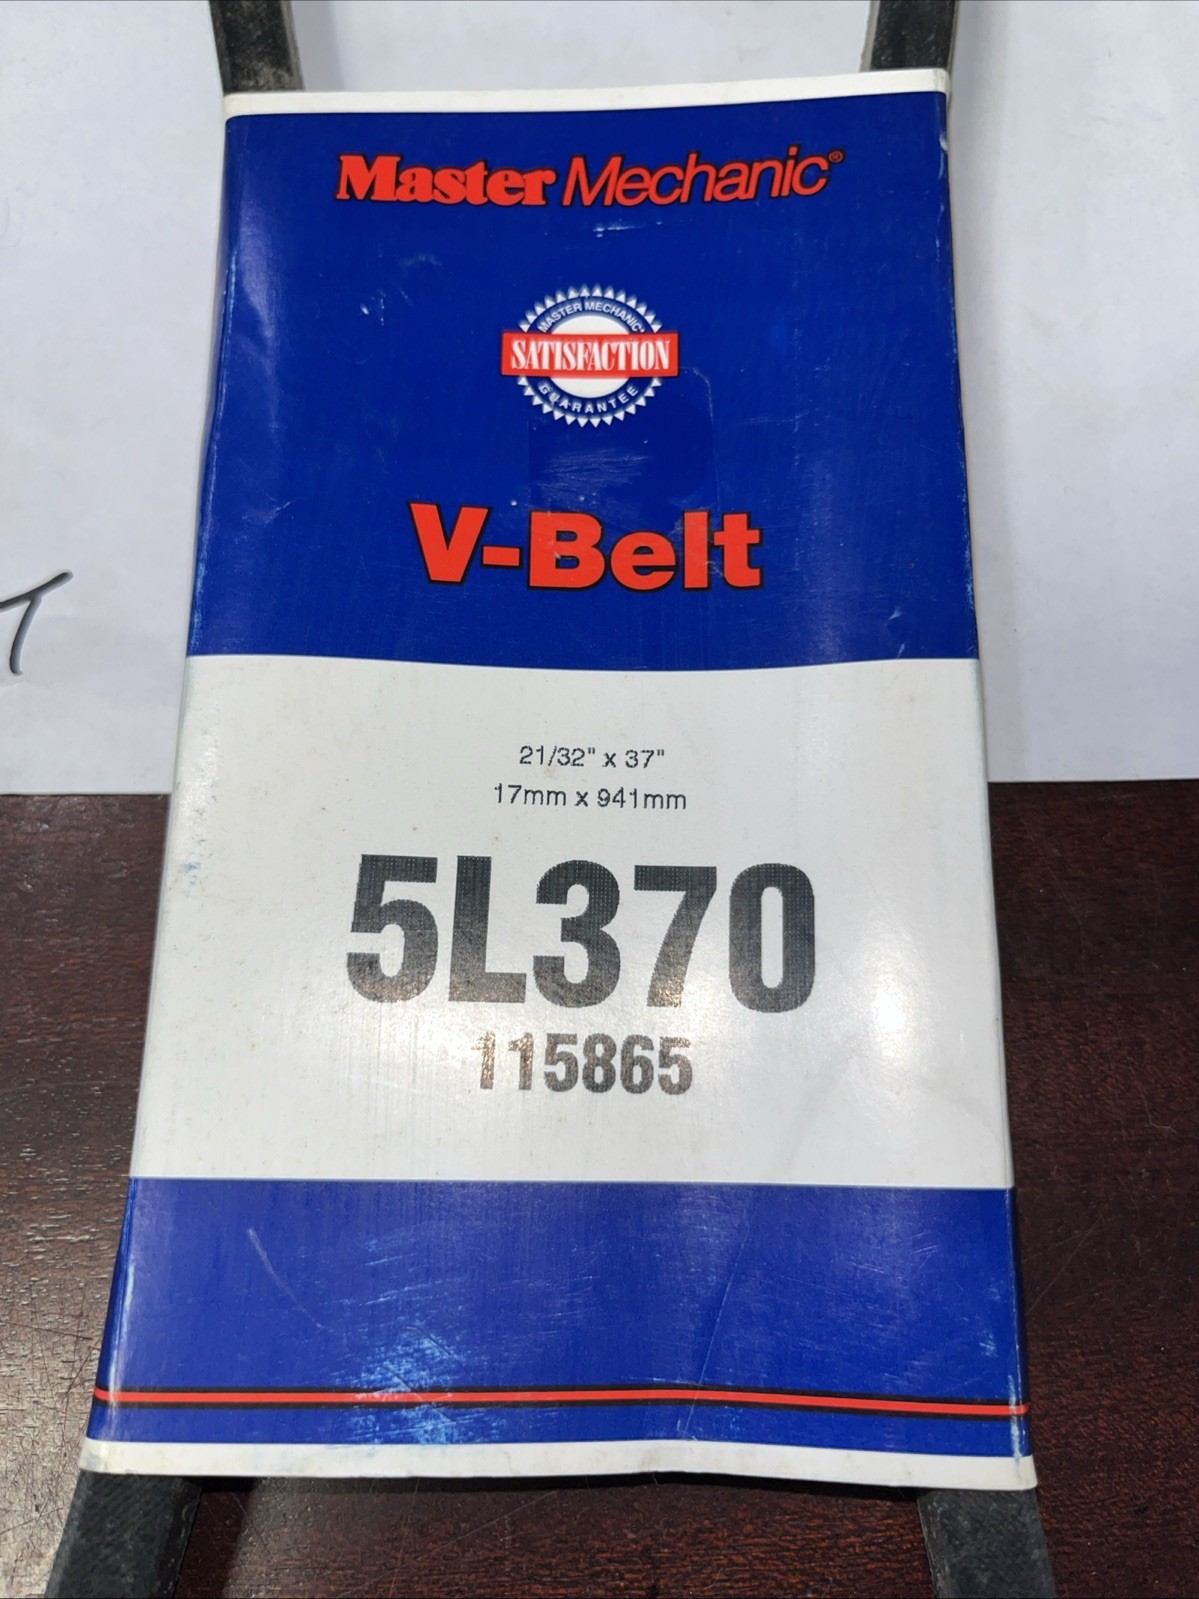 Master Mechanic®
MASTER MECHANIC®
SATISFACTION
GUARANTEE
V-Belt
21/32" x 37"
17mm x 941mm
5L370
115865